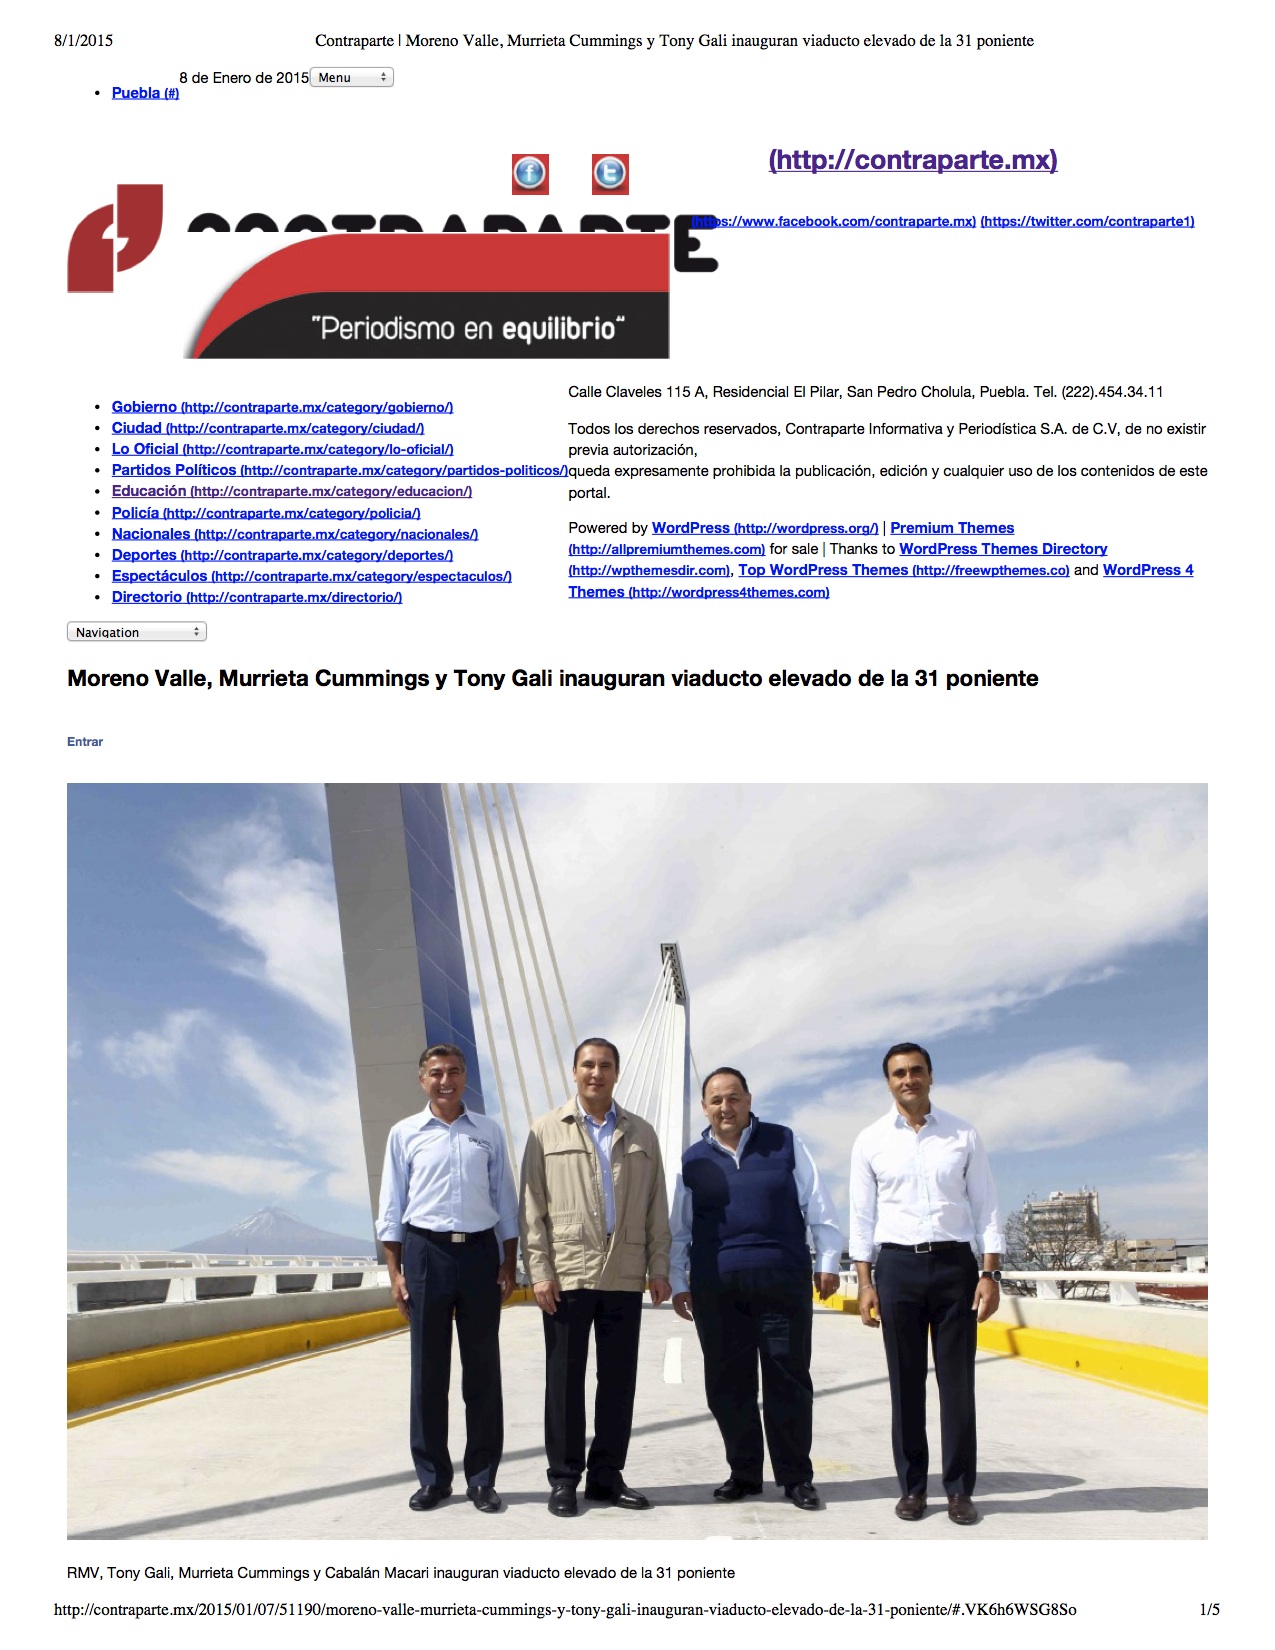 8/1/2015 Contraparte | Moreno Valle, Murrieta Cummings y Tony Gali inauguran viaducto elevado de la 31 poniente
8 de Enero de 2015 Menu
• Puebla (#)
(http://contraparte.mx)
CONTRAPARTE
(https://www.facebook.com/contraparte.mx) (https://twitter.com/contraparte1)
"Periodismo en equilibrio"
• Gobierno (http://contraparte.mx/category/gobierno/)
• Ciudad (http://contraparte.mx/category/ciudad/)
• Lo Oficial (http://contraparte.mx/category/lo-oficial/)
• Partidos Políticos (http://contraparte.mx/category/partidos-politicos/)
• Educación (http://contraparte.mx/category/educacion/)
• Policía (http://contraparte.mx/category/policia/)
• Nacionales (http://contraparte.mx/category/nacionales/)
• Deportes (http://contraparte.mx/category/deportes/)
• Espectáculos (http://contraparte.mx/category/espectaculos/)
• Directorio (http://contraparte.mx/directorio/)
Calle Claveles 115 A, Residencial El Pilar, San Pedro Cholula, Puebla. Tel. (222).454.34.11
Todos los derechos reservados, Contraparte Informativa y Periodística S.A. de C.V, de no existir
previa autorización,
queda expresamente prohibida la publicación, edición y cualquier uso de los contenidos de este
portal.
Powered by WordPress (http://wordpress.org/) | Premium Themes
(http://allpremiumthemes.com) for sale | Thanks to WordPress Themes Directory
(http://wpthemesdir.com), Top WordPress Themes (http://freewpthemes.co) and WordPress 4
Themes (http://wordpress4themes.com)
Navigation
Moreno Valle, Murrieta Cummings y Tony Gali inauguran viaducto elevado de la 31 poniente
Entrar
RMV, Tony Gali, Murrieta Cummings y Cabalán Macari inauguran viaducto elevado de la 31 poniente
http://contraparte.mx/2015/01/07/51190/moreno-valle-murrieta-cummings-y-tony-gali-inauguran-viaducto-elevado-de-la-31-poniente/#.VK6h6WSG8So 1/5